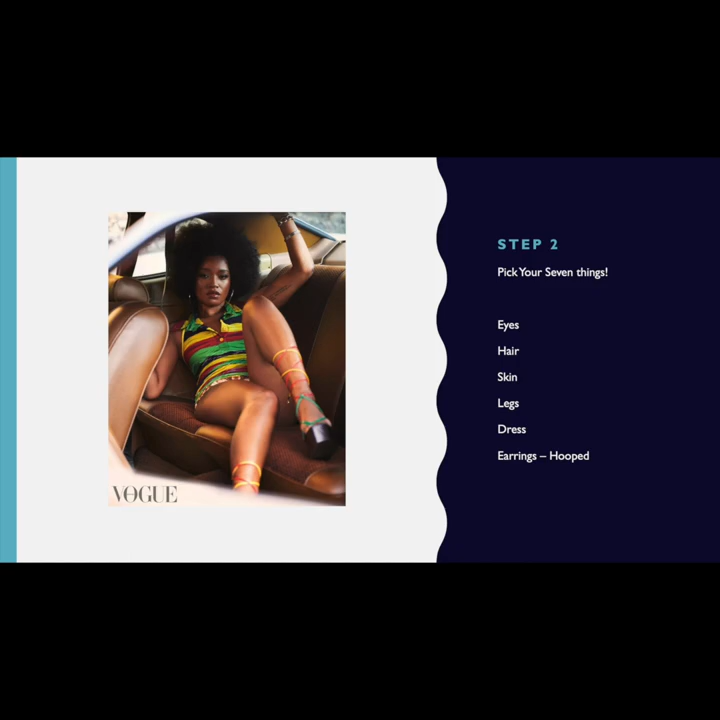 VOGUE
STEP 2
Pick Your Seven things!
Eyes
Hair
Skin
Legs
Dress
Earrings – Hooped